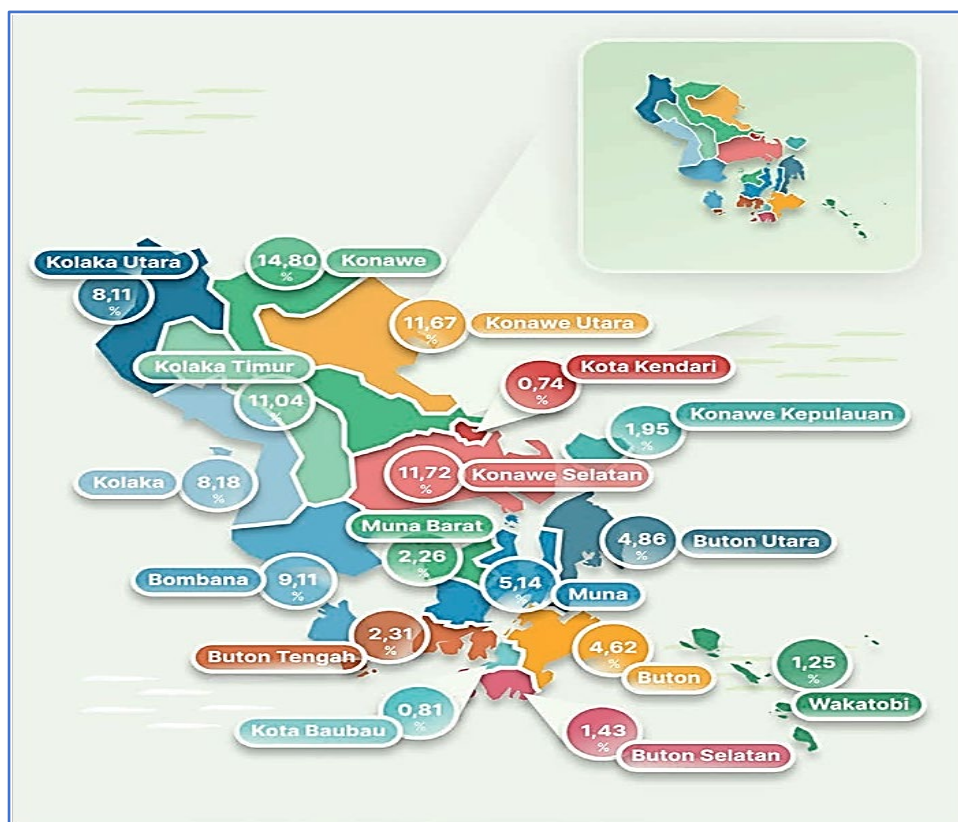 Kolaka Utara
8,11
%
14,80
%
Konawe
11,67
%
Konawe Utara
Kolaka Timur
11,04
%
Kota Kendari
0,74
%
Konawe Kepulauan
1,95
%
Kolaka
8,18
%
11,72
%
Konawe Selatan
Muna Barat
2,26
%
4,86
%
Buton Utara
Bombana
9,11
%
5,14
%
Muna
Buton Tengah
2,31
%
4,62
%
Buton
1,25
%
Wakatobi
Kota Baubau
0,81
%
1,43
%
Buton Selatan